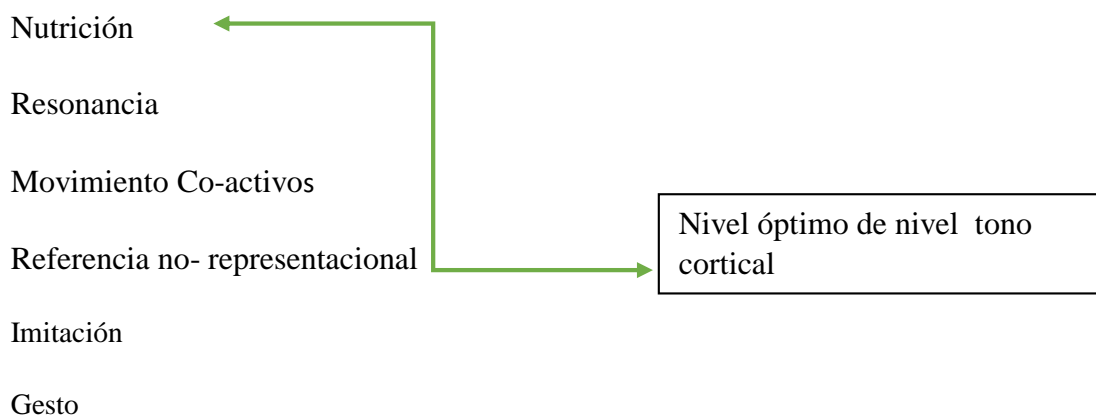 Nutrición
Resonancia
Movimiento Co-activos
Referencia no- representacional
Nivel óptimo de nivel tono
cortical
Imitación
Gesto